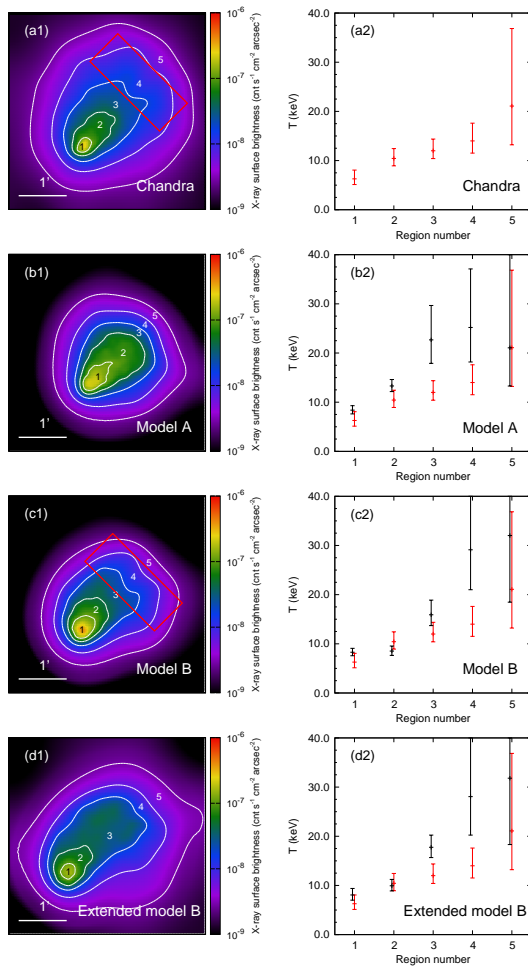 (a1)
1
2
3
4
5
1'
Chandra
10-6
10-7
10-8
10-9
X-ray surface brightness (cnt s-1 cm-2 arcsec-2)
(a2)
40.0
30.0
20.0
10.0
0.0
T (keV)
1 2 3 4 5
Region number
Chandra
(b1)
1
2
3
4
5
1'
Model A
10-6
10-7
10-8
10-9
X-ray surface brightness (cnt s-1 cm-2 arcsec-2)
(b2)
40.0
30.0
20.0
10.0
0.0
T (keV)
1 2 3 4 5
Region number
Model A
(c1)
1
2
3
4
5
1'
Model B
10-6
10-7
10-8
10-9
X-ray surface brightness (cnt s-1 cm-2 arcsec-2)
(c2)
40.0
30.0
20.0
10.0
0.0
T (keV)
1 2 3 4 5
Region number
Model B
(d1)
1
2
3
4
5
1'
Extended model B
10-6
10-7
10-8
10-9
X-ray surface brightness (cnt s-1 cm-2 arcsec-2)
(d2)
40.0
30.0
20.0
10.0
0.0
T (keV)
1 2 3 4 5
Region number
Extended model B